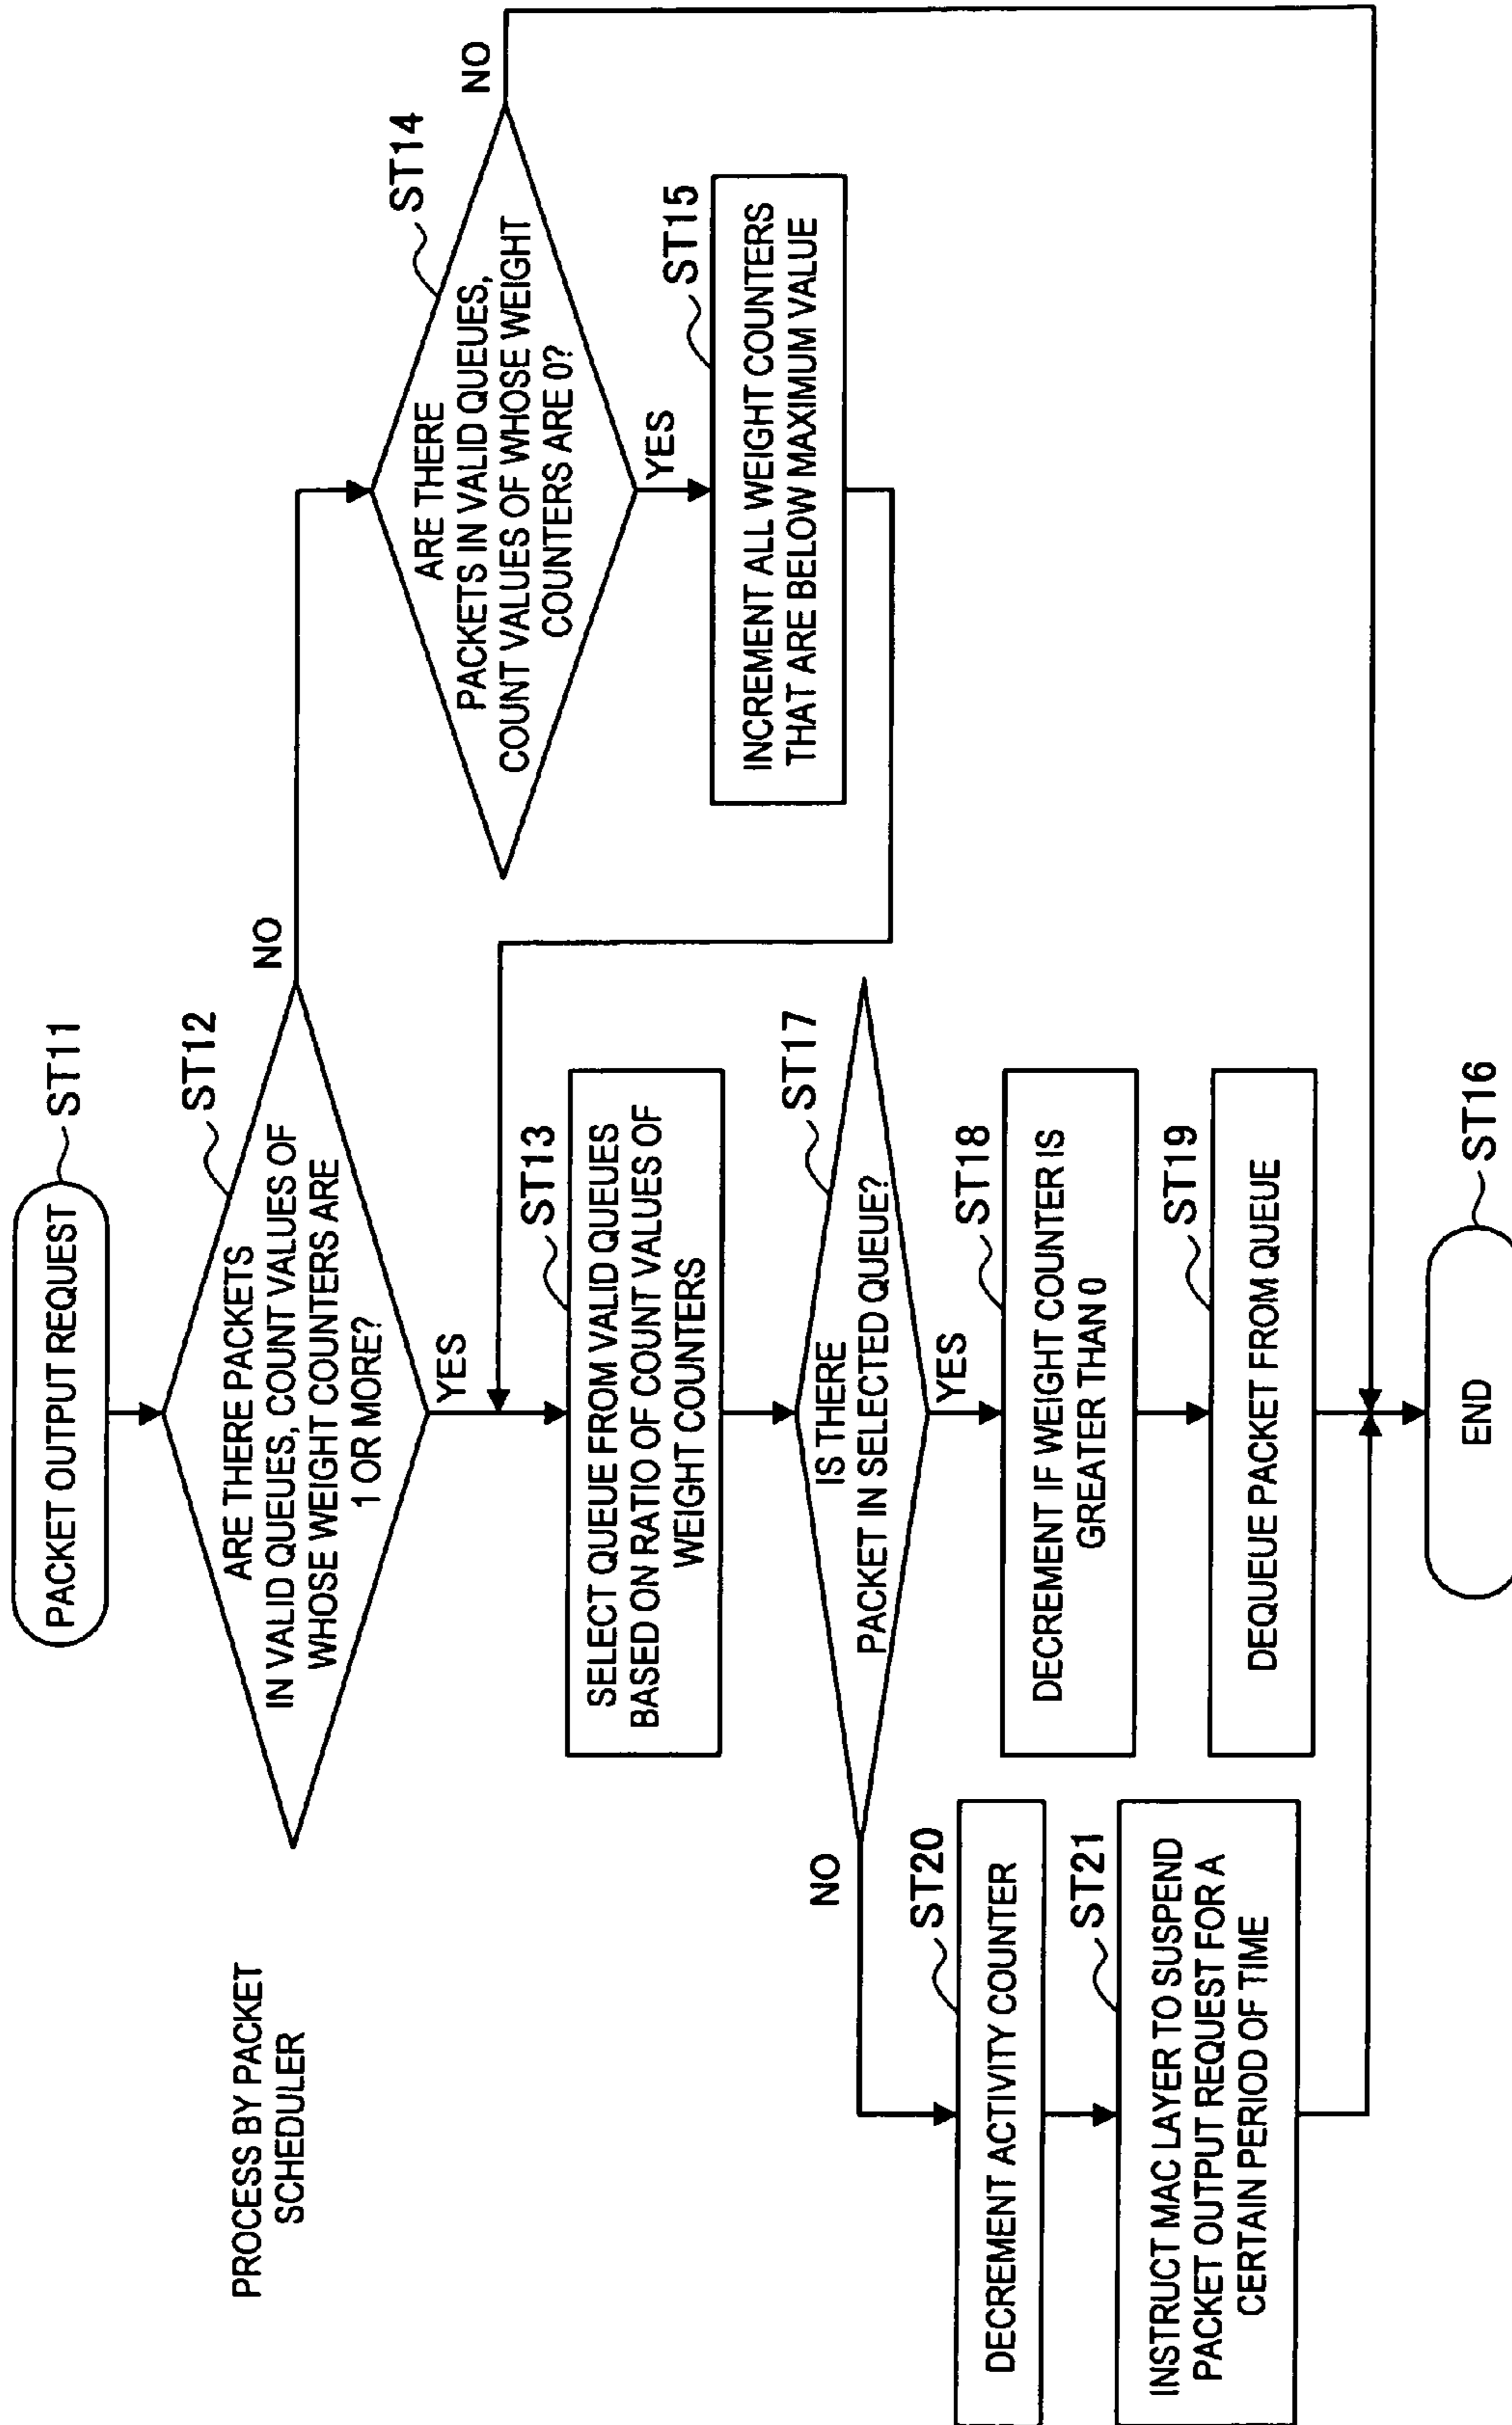 PROCESS BY PACKET
SCHEDULER
PACKET OUTPUT REQUEST
ST11
ARE THERE PACKETS
IN VALID QUEUES, COUNT VALUES OF
WHOSE WEIGHT COUNTERS ARE
1 OR MORE?
ST12
NO
YES
ARE THERE
PACKETS IN VALID QUEUES,
COUNT VALUES OF WHOSE WEIGHT
COUNTERS ARE 0?
ST14
NO
YES
ST15
INCREMENT ALL WEIGHT COUNTERS
THAT ARE BELOW MAXIMUM VALUE
ST13
SELECT QUEUE FROM VALID QUEUES
BASED ON RATIO OF COUNT VALUES OF
WEIGHT COUNTERS
IS THERE
PACKET IN SELECTED QUEUE?
ST17
NO
YES
ST18
DECREMENT IF WEIGHT COUNTER IS
GREATER THAN 0
ST19
DEQUEUE PACKET FROM QUEUE
ST20
DECREMENT ACTIVITY COUNTER
ST21
INSTRUCT MAC LAYER TO SUSPEND
PACKET OUTPUT REQUEST FOR A
CERTAIN PERIOD OF TIME
END
ST16